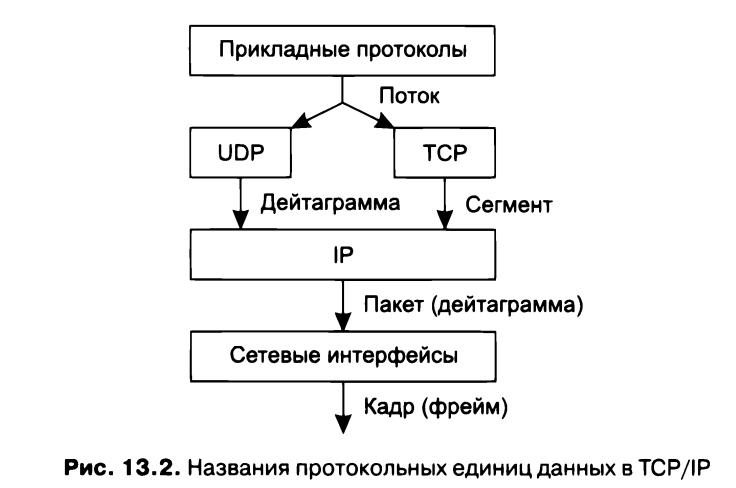 Прикладные протоколы
Поток
UDP
TCP
Дейтаграмма
Сегмент
IP
Пакет (дейтаграмма)
Сетевые интерфейсы
Кадр (фрейм)
Рис. 13.2. Названия протокольных единиц данных в TCP/IP